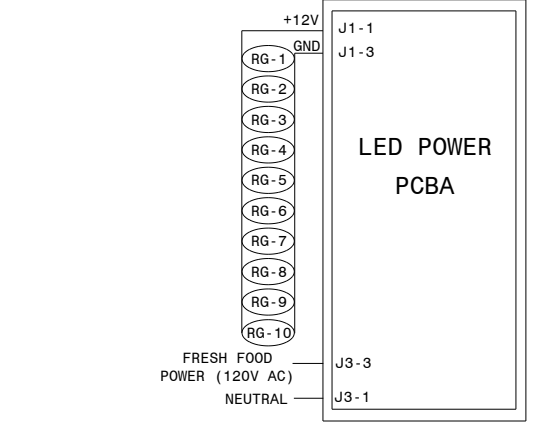 +12V
J1-1
GND
J1-3
RG-1
RG-2
RG-3
RG-4
RG-5
RG-6
RG-7
RG-8
RG-9
RG-10
LED POWER
PCBA
FRESH FOOD
POWER (120V AC)
J3-3
NEUTRAL
J3-1